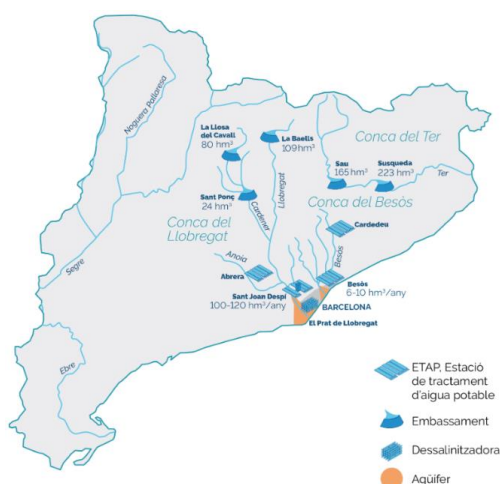 Noguera Pallaresa
La Llosa
del Cavall
80 hm³
La Baells
109hm³
Conca del Ter
Sau
165 hm³
Susqueda
223 hm³
Ter
Sant Ponç
24 hm³
Cardener
Llobregat
Conca del Besòs
Conca del
Llobregat
Cardedeu
Segre
Anoia
Besòs
Abrera
Sant Joan Despí
100-120 hm³/any
Besòs
6-10 hm³/any
BARCELONA
El Prat de Llobregat
Ebre
ETAP, Estació
de tractament
d'aigua potable
Embassament
Dessalinitzadora
Aqüífer